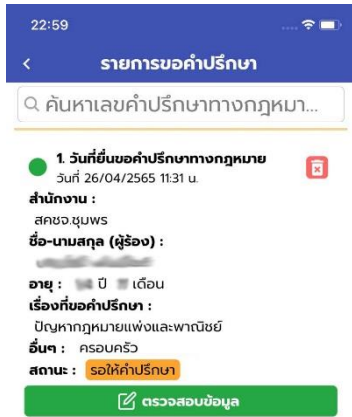 22:59
รายการขอคำปรึกษา
ค้นหาเลขคำปรึกษาทางกฎหมา...
1. วันที่ยื่นขอคำปรึกษาทางกฎหมาย
วันที่ 26/04/2565 11:31 น.
สำนักงาน :
สคชจ.ชุมพร
ชื่อ-นามสกุล (ผู้ร้อง) :
อายุ : ปี เดือน
เรื่องที่ขอคำปรึกษา :
ปัญหากฎหมายแพ่งและพาณิชย์
อื่นๆ : ครอบครัว
สถานะ : รอให้คำปรึกษา
ตรวจสอบข้อมูล